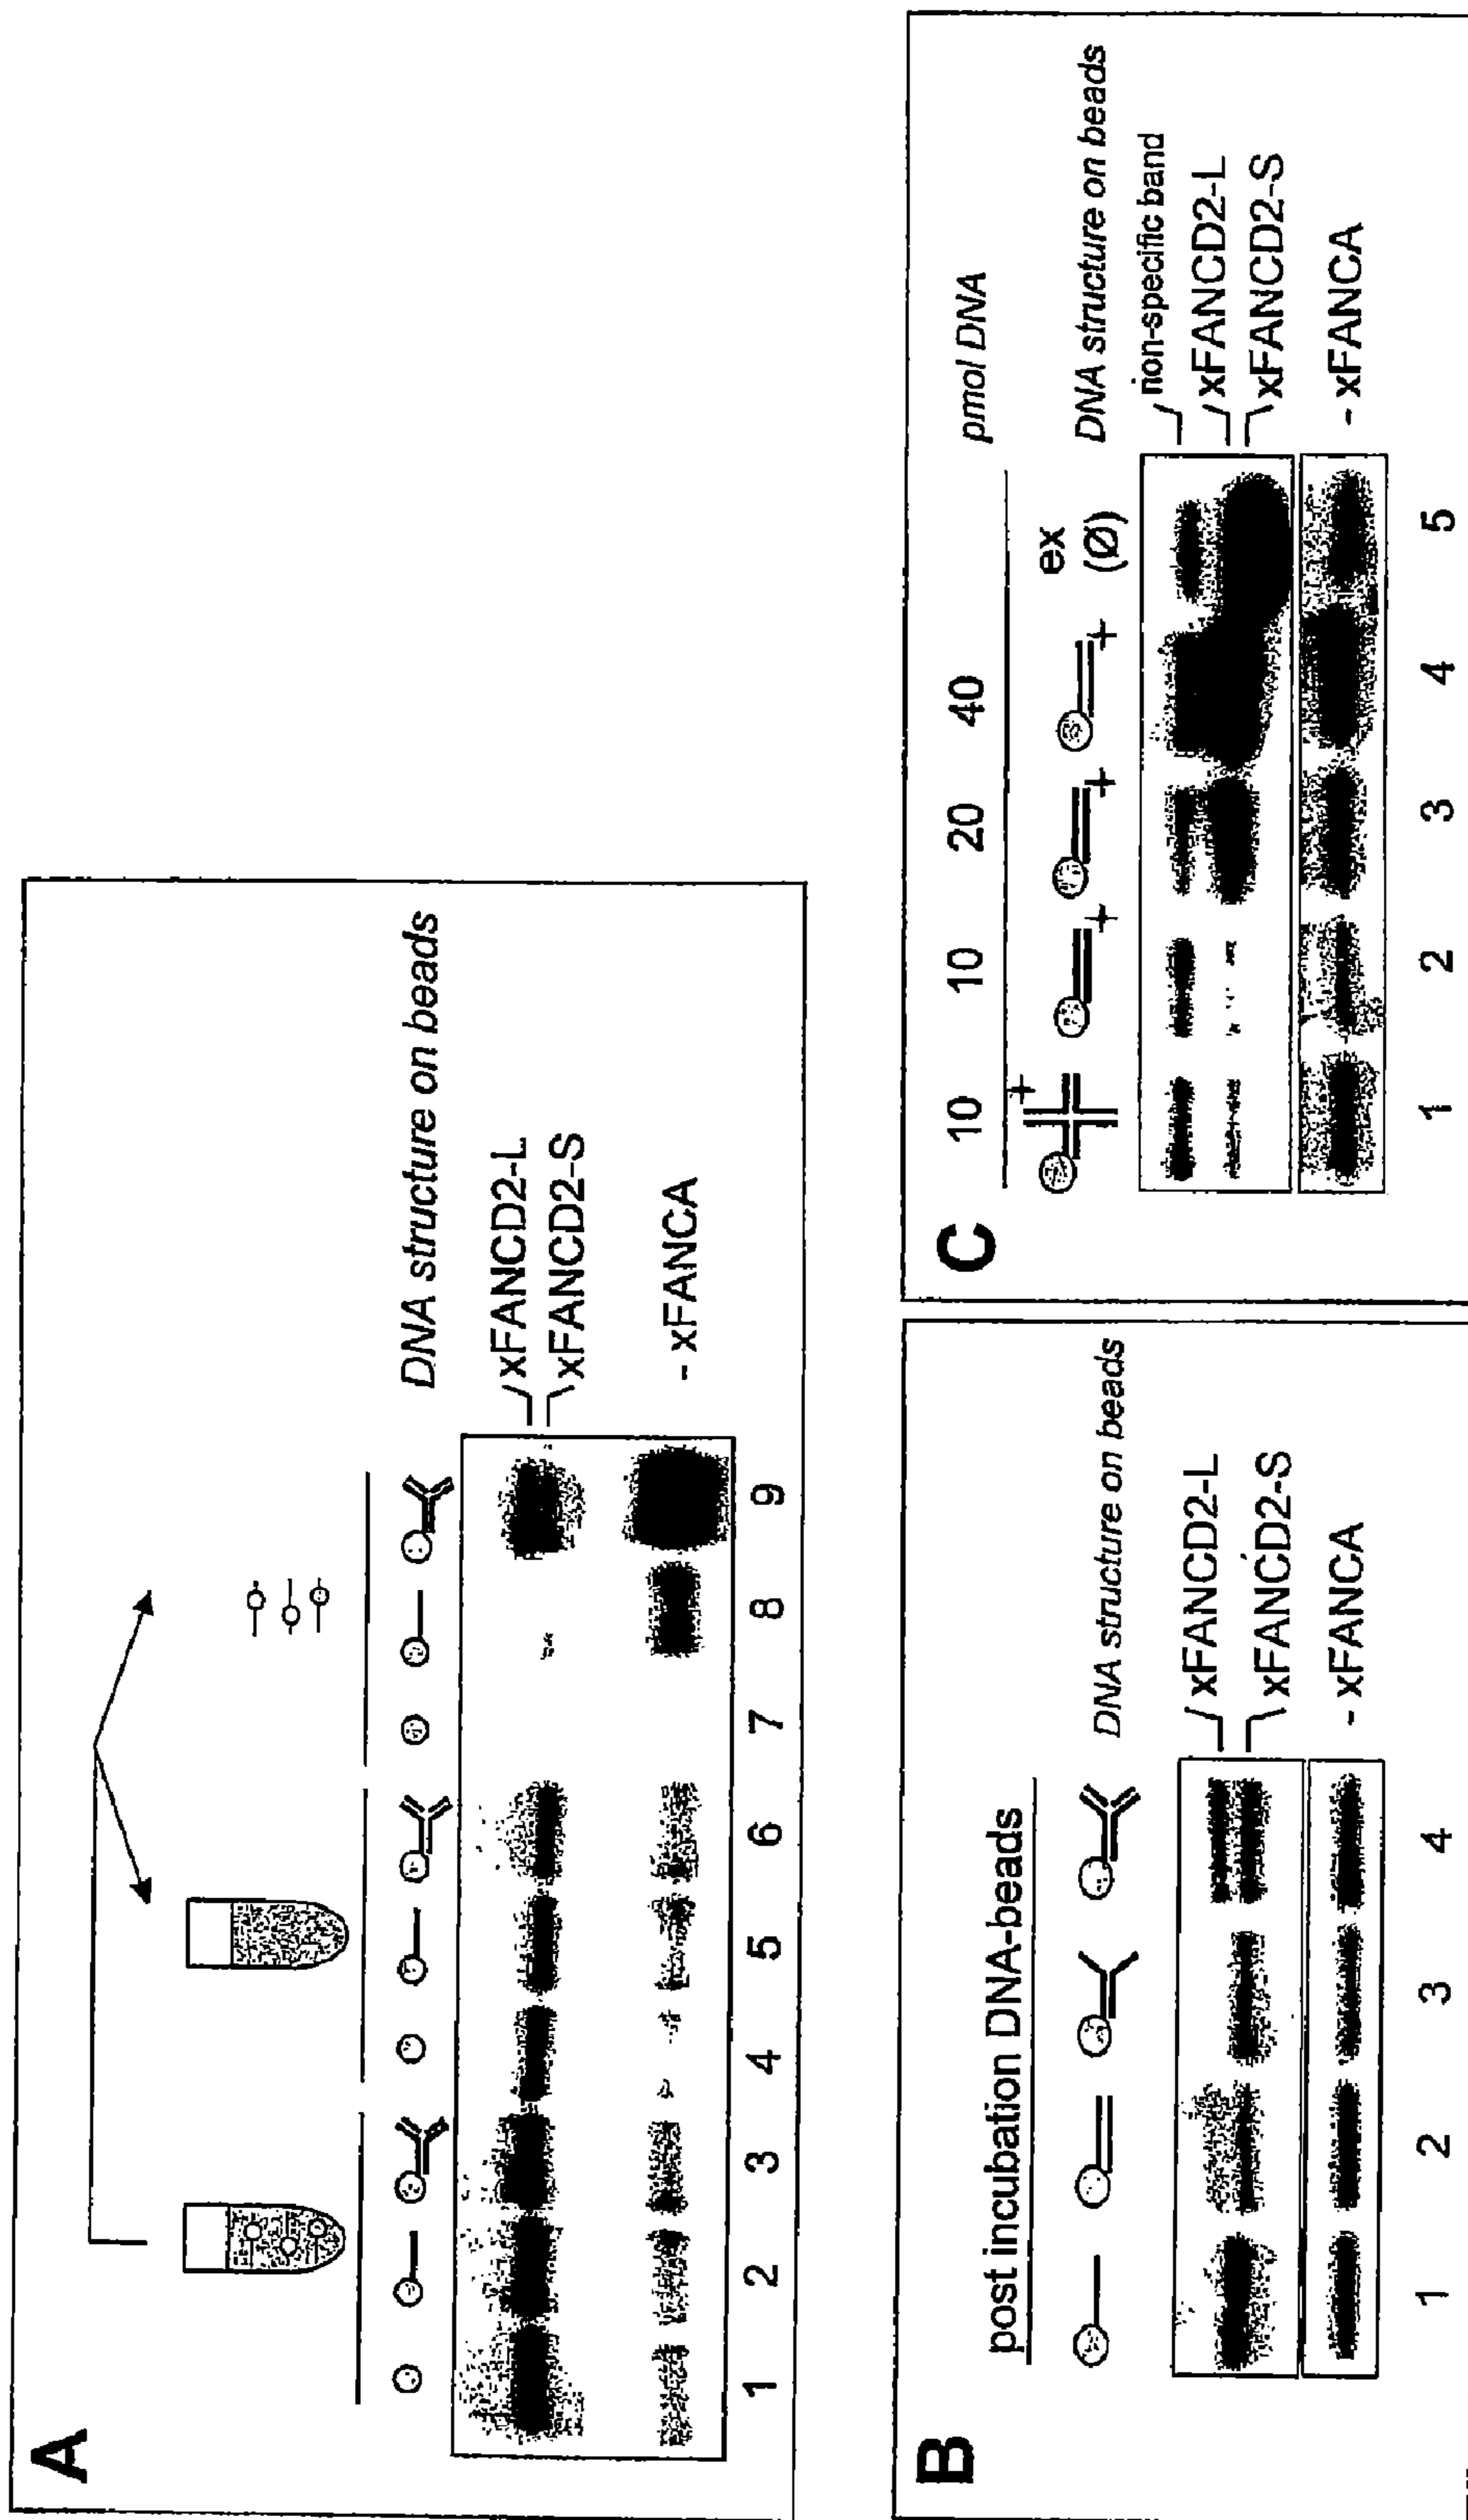 A
DNA structure on beads
xFANCD2-L
xFANCD2-S
- xFANCA
1 2 3 4 5 6 7 8 9
B
post incubation DNA-beads
DNA structure on beads
xFANCD2-L
xFANCD2-S
- xFANCA
1 2 3 4
C
10 10 20 40 pmol DNA
ex
(Ø)
DNA structure on beads
non-specific band
xFANCD2-L
xFANCD2-S
- xFANCA
1 2 3 4 5